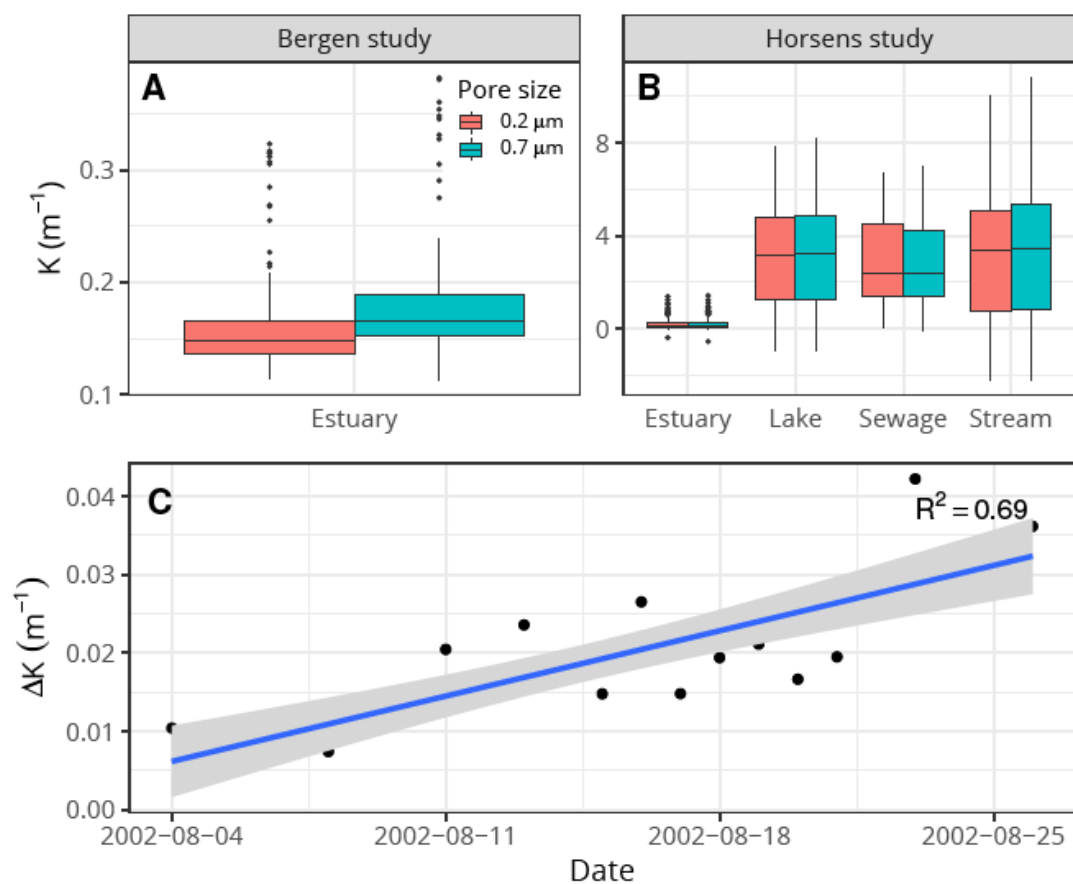 Bergen study
Horsens study
A
Pore size
0.2 μm
0.7 μm
B
K (m⁻¹)
0.3
0.2
0.1
8
4
0
Estuary
Estuary Lake Sewage Stream
C
R² = 0.69
ΔK (m⁻¹)
0.04
0.03
0.02
0.01
0.00
2002−08−04 2002−08−11 2002−08−18 2002−08−25
Date